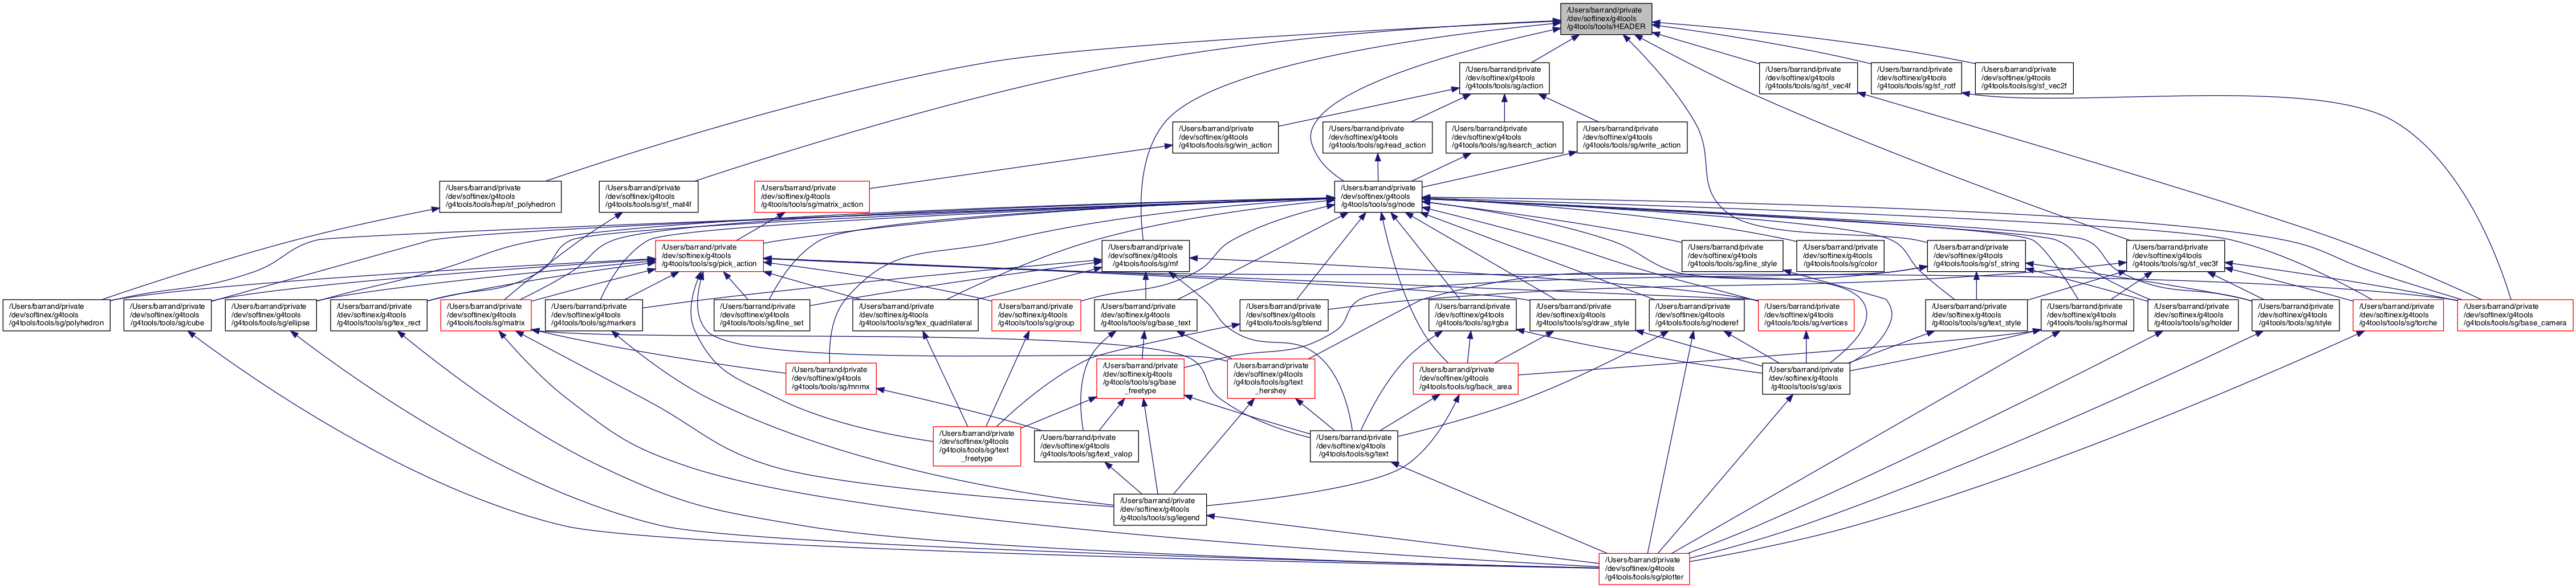 /Users/barrand/private
/dev/softinex/g4tools
/g4tools/tools/HEADER
/Users/barrand/private
/dev/softinex/g4tools
/g4tools/tools/sg/action
/Users/barrand/private
/dev/softinex/g4tools
/g4tools/tools/sg/sf_vec4f
/Users/barrand/private
/dev/softinex/g4tools
/g4tools/tools/sg/sf_rotf
/Users/barrand/private
/dev/softinex/g4tools
/g4tools/tools/sg/sf_vec2f
/Users/barrand/private
/dev/softinex/g4tools
/g4tools/tools/sg/win_action
/Users/barrand/private
/dev/softinex/g4tools
/g4tools/tools/sg/read_action
/Users/barrand/private
/dev/softinex/g4tools
/g4tools/tools/sg/search_action
/Users/barrand/private
/dev/softinex/g4tools
/g4tools/tools/sg/write_action
/Users/barrand/private
/dev/softinex/g4tools
/g4tools/tools/hep/sf_polyhedron
/Users/barrand/private
/dev/softinex/g4tools
/g4tools/tools/sg/sf_mat4f
/Users/barrand/private
/dev/softinex/g4tools
/g4tools/tools/sg/matrix_action
/Users/barrand/private
/dev/softinex/g4tools
/g4tools/tools/sg/node
/Users/barrand/private
/dev/softinex/g4tools
/g4tools/tools/sg/pick_action
/Users/barrand/private
/dev/softinex/g4tools
/g4tools/tools/sg/mf
/Users/barrand/private
/dev/softinex/g4tools
/g4tools/tools/sg/line_style
/Users/barrand/private
/dev/softinex/g4tools
/g4tools/tools/sg/color
/Users/barrand/private
/dev/softinex/g4tools
/g4tools/tools/sg/sf_string
/Users/barrand/private
/dev/softinex/g4tools
/g4tools/tools/sg/sf_vec3f
/Users/barrand/private
/dev/softinex/g4tools
/g4tools/tools/sg/polyhedron
/Users/barrand/private
/dev/softinex/g4tools
/g4tools/tools/sg/cube
/Users/barrand/private
/dev/softinex/g4tools
/g4tools/tools/sg/ellipse
/Users/barrand/private
/dev/softinex/g4tools
/g4tools/tools/sg/tex_rect
/Users/barrand/private
/dev/softinex/g4tools
/g4tools/tools/sg/matrix
/Users/barrand/private
/dev/softinex/g4tools
/g4tools/tools/sg/markers
/Users/barrand/private
/dev/softinex/g4tools
/g4tools/tools/sg/line_set
/Users/barrand/private
/dev/softinex/g4tools
/g4tools/tools/sg/tex_quadrilateral
/Users/barrand/private
/dev/softinex/g4tools
/g4tools/tools/sg/group
/Users/barrand/private
/dev/softinex/g4tools
/g4tools/tools/sg/base_text
/Users/barrand/private
/dev/softinex/g4tools
/g4tools/tools/sg/blend
/Users/barrand/private
/dev/softinex/g4tools
/g4tools/tools/sg/rgba
/Users/barrand/private
/dev/softinex/g4tools
/g4tools/tools/sg/draw_style
/Users/barrand/private
/dev/softinex/g4tools
/g4tools/tools/sg/noderef
/Users/barrand/private
/dev/softinex/g4tools
/g4tools/tools/sg/vertices
/Users/barrand/private
/dev/softinex/g4tools
/g4tools/tools/sg/text_style
/Users/barrand/private
/dev/softinex/g4tools
/g4tools/tools/sg/normal
/Users/barrand/private
/dev/softinex/g4tools
/g4tools/tools/sg/holder
/Users/barrand/private
/dev/softinex/g4tools
/g4tools/tools/sg/style
/Users/barrand/private
/dev/softinex/g4tools
/g4tools/tools/sg/torche
/Users/barrand/private
/dev/softinex/g4tools
/g4tools/tools/sg/base_camera
/Users/barrand/private
/dev/softinex/g4tools
/g4tools/tools/sg/mnmx
/Users/barrand/private
/dev/softinex/g4tools
/g4tools/tools/sg/base
_freetype
/Users/barrand/private
/dev/softinex/g4tools
/g4tools/tools/sg/text
_hershey
/Users/barrand/private
/dev/softinex/g4tools
/g4tools/tools/sg/back_area
/Users/barrand/private
/dev/softinex/g4tools
/g4tools/tools/sg/axis
/Users/barrand/private
/dev/softinex/g4tools
/g4tools/tools/sg/text
_freetype
/Users/barrand/private
/dev/softinex/g4tools
/g4tools/tools/sg/text_valop
/Users/barrand/private
/dev/softinex/g4tools
/g4tools/tools/sg/text
/Users/barrand/private
/dev/softinex/g4tools
/g4tools/tools/sg/legend
/Users/barrand/private
/dev/softinex/g4tools
/g4tools/tools/sg/plotter